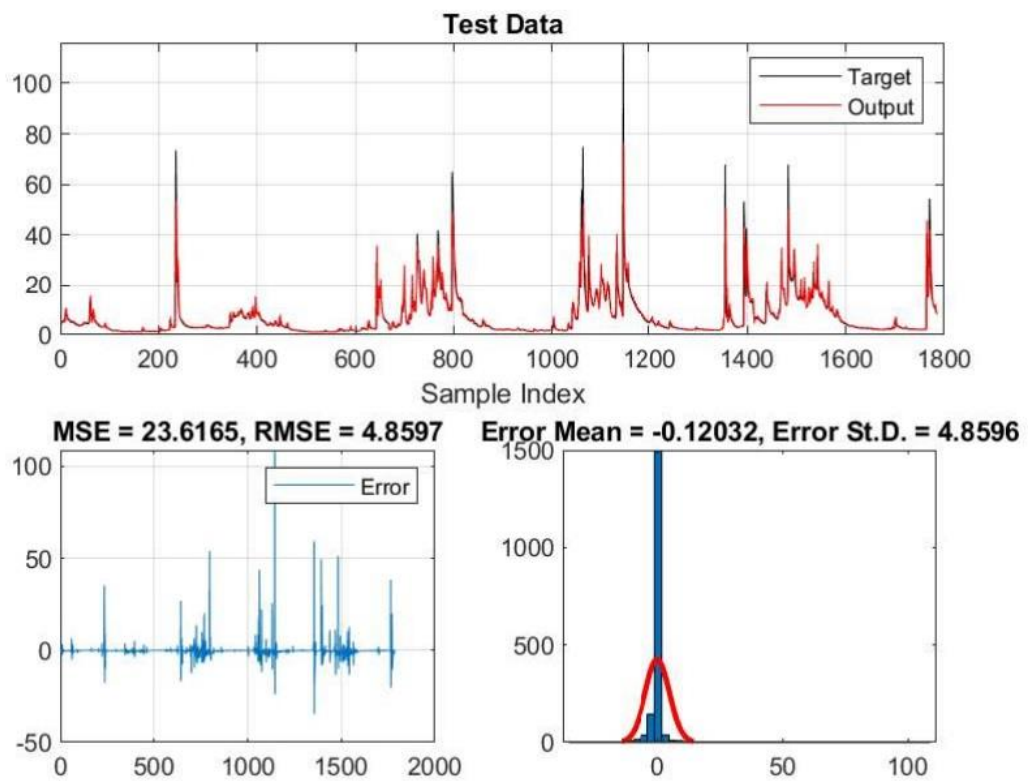 Test Data
100
80
60
40
20
0
Target
Output
0 200 400 600 800 1000 1200 1400 1600 1800
Sample Index
MSE = 23.6165, RMSE = 4.8597
100
50
0
-50
Error
0 500 1000 1500 2000
Error Mean = -0.12032, Error St.D. = 4.8596
1500
1000
500
0
0 50 100